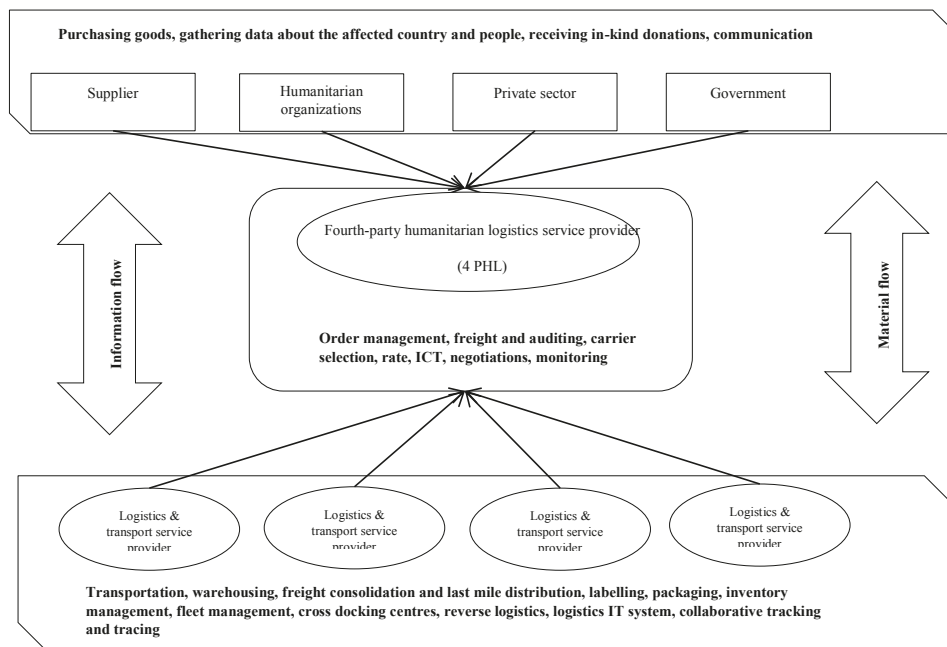 Purchasing goods, gathering data about the affected country and people, receiving in-kind donations, communication
Supplier
Humanitarian
organizations
Private sector
Government
Fourth-party humanitarian logistics service provider
(4 PHL)
Order management, freight and auditing, carrier
selection, rate, ICT, negotiations, monitoring
Information flow
Material flow
Logistics &
transport service
provider
Logistics &
transport service
provider
Logistics &
transport service
provider
Logistics &
transport service
provider
Transportation, warehousing, freight consolidation and last mile distribution, labelling, packaging, inventory
management, fleet management, cross docking centres, reverse logistics, logistics IT system, collaborative tracking
and tracing